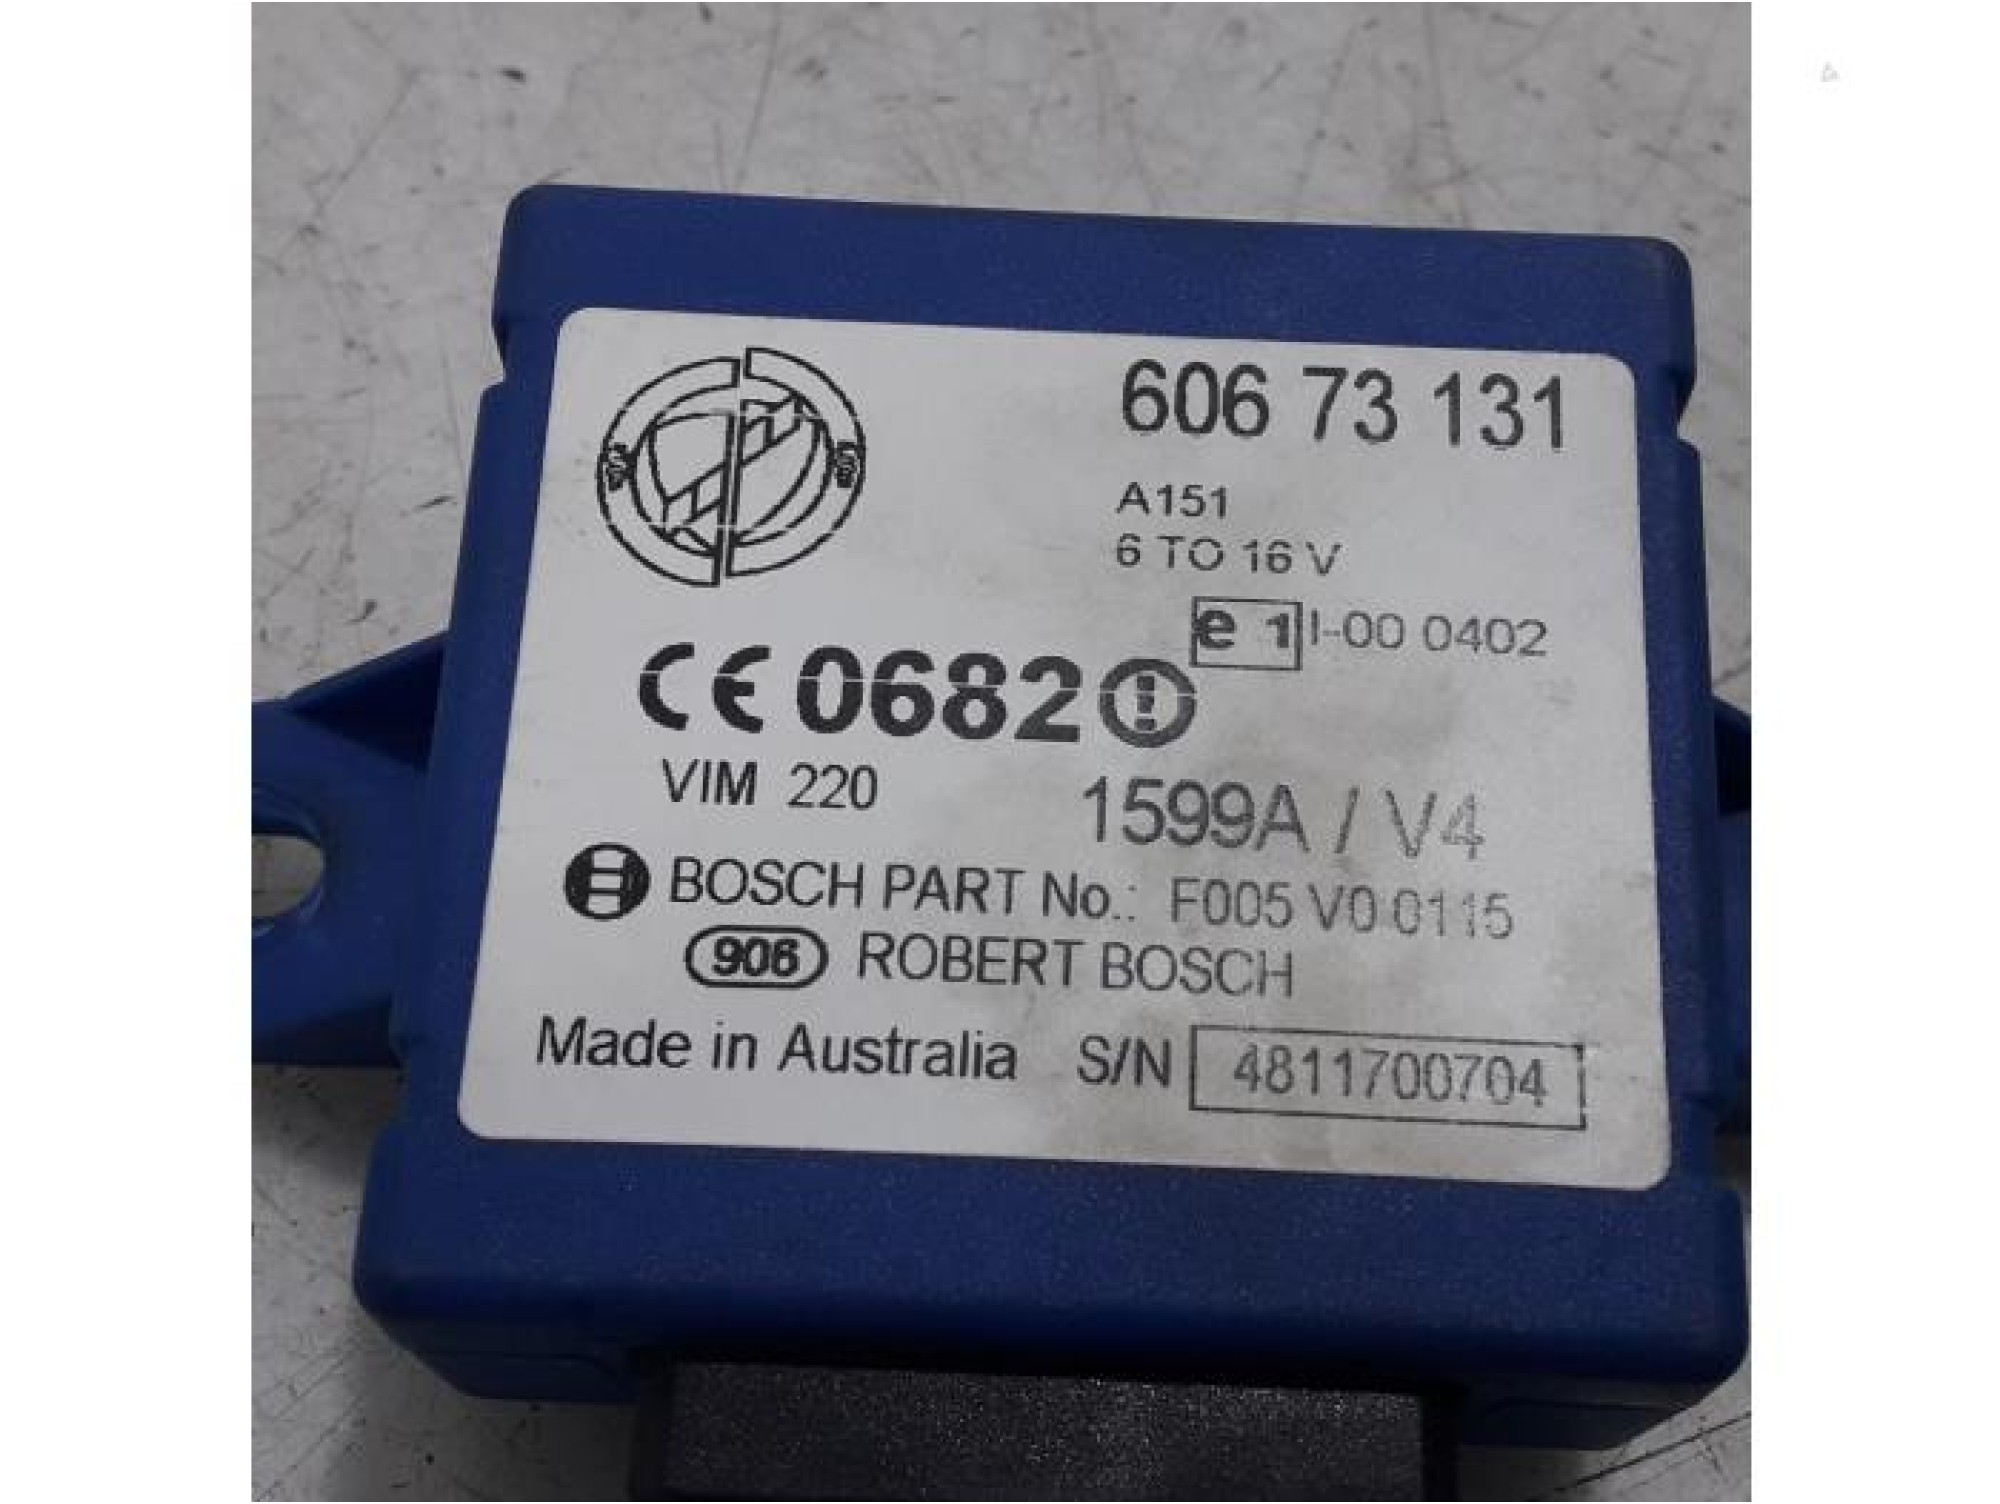 606 73 131
A151
6 TO 16 V
e 1 I-00 0402
CE 0682 !
VIM 220
1599A / V4
BOSCH PART No.: F005 V0 0115
906 ROBERT BOSCH
Made in Australia S/N 4811700704